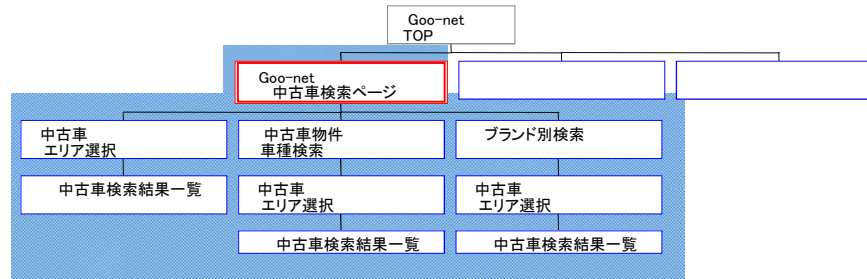 Goo-net
TOP
Goo-net
中古車検索ページ
中古車
エリア選択
中古車物件
車種検索
ブランド別検索
中古車検索結果一覧
中古車
エリア選択
中古車
エリア選択
中古車検索結果一覧
中古車検索結果一覧